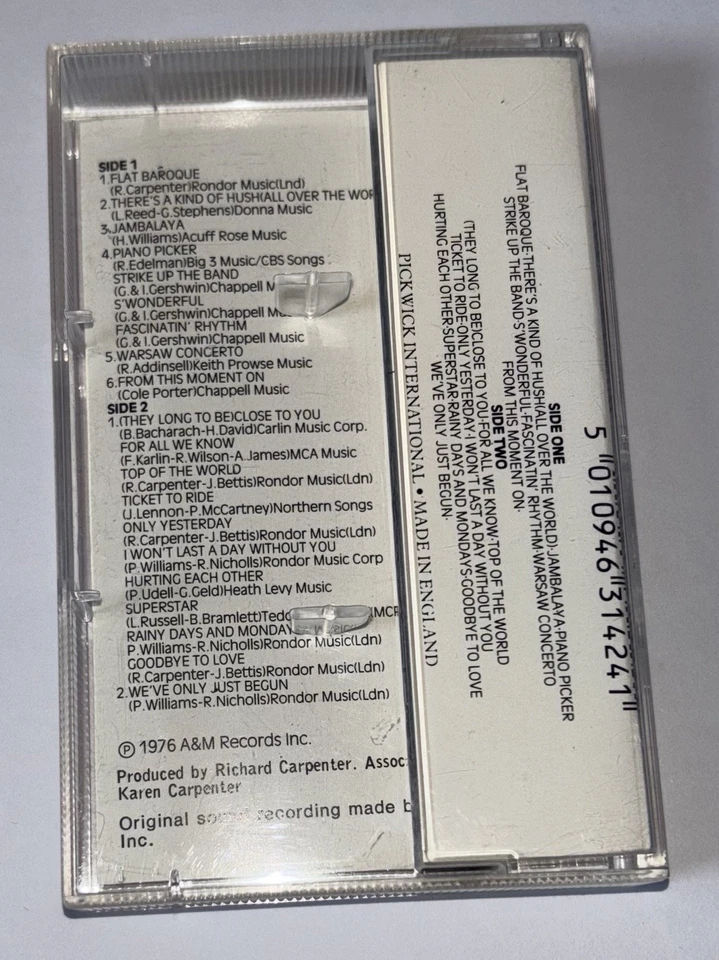 SIDE 1
1.FLAT BAROQUE
(R.Carpenter)Rondor Music(Lnd)
2.THERE'S A KIND OF HUSH(ALL OVER THE WOR
(L.Reed-G.Stephens)Donna Music
3.JAMBALAYA
(H.Williams)Acuff Rose Music
4.PIANO PICKER
(R.Edelman)Big 3 Music/CBS Songs
STRIKE UP THE BAND
(G.& I.Gershwin)Chappell M
S'WONDERFUL
(G.& I.Gershwin)Chappell Mu
FASCINATIN' RHYTHM
(G.& I.Gershwin)Chappell Music
5.WARSAW CONCERTO
(R.Addinsell)Keith Prowse Music
6.FROM THIS MOMENT ON
(Cole Porter)Chappell Music
SIDE 2
1.(THEY LONG TO BE)CLOSE TO YOU
(B.Bacharach-H.David)Carlin Music Corp.
FOR ALL WE KNOW
(F.Karlin-R.Wilson-A.James)MCA Music
TOP OF THE WORLD
(R.Carpenter-J.Bettis)Rondor Music(Ldn)
TICKET TO RIDE
(J.Lennon-P.McCartney)Northern Songs
ONLY YESTERDAY
(R.Carpenter-J.Bettis)Rondor Music(Ldn)
I WON'T LAST A DAY WITHOUT YOU
(P.Williams-R.Nicholls)Rondor Music Corp
HURTING EACH OTHER
(P.Udell-G.Geld)Heath Levy Music
SUPERSTAR
(L.Russell-B.Bramlett)Tedd (MCP
RAINY DAYS AND MONDAYS
P.Williams-R.Nicholls)Rondor Music(Ldn)
GOODBYE TO LOVE
(R.Carpenter-J.Bettis)Rondor Music(Ldn)
2.WE'VE ONLY JUST BEGUN
(P.Williams-R.Nicholls)Rondor Music(Ldn)
℗ 1976 A&M Records Inc.
Produced by Richard Carpenter. Assoc
Karen Carpenter
Original sound recording made b
Inc.
5 010946 314241
SIDE ONE
FLAT BAROQUE·THERE'S A KIND OF HUSH(ALL OVER THE WORLD)·JAMBALAYA·PIANO PICKER
STRIKE UP THE BAND·S'WONDERFUL·FASCINATIN' RHYTHM·WARSAW CONCERTO
FROM THIS MOMENT ON·
SIDE TWO
(THEY LONG TO BE)CLOSE TO YOU·FOR ALL WE KNOW·TOP OF THE WORLD
TICKET TO RIDE·ONLY YESTERDAY·I WON'T LAST A DAY WITHOUT YOU
HURTING EACH OTHER·SUPERSTAR·RAINY DAYS AND MONDAYS·GOODBYE TO LOVE
WE'VE ONLY JUST BEGUN·
PICKWICK INTERNATIONAL • MADE IN ENGLAND